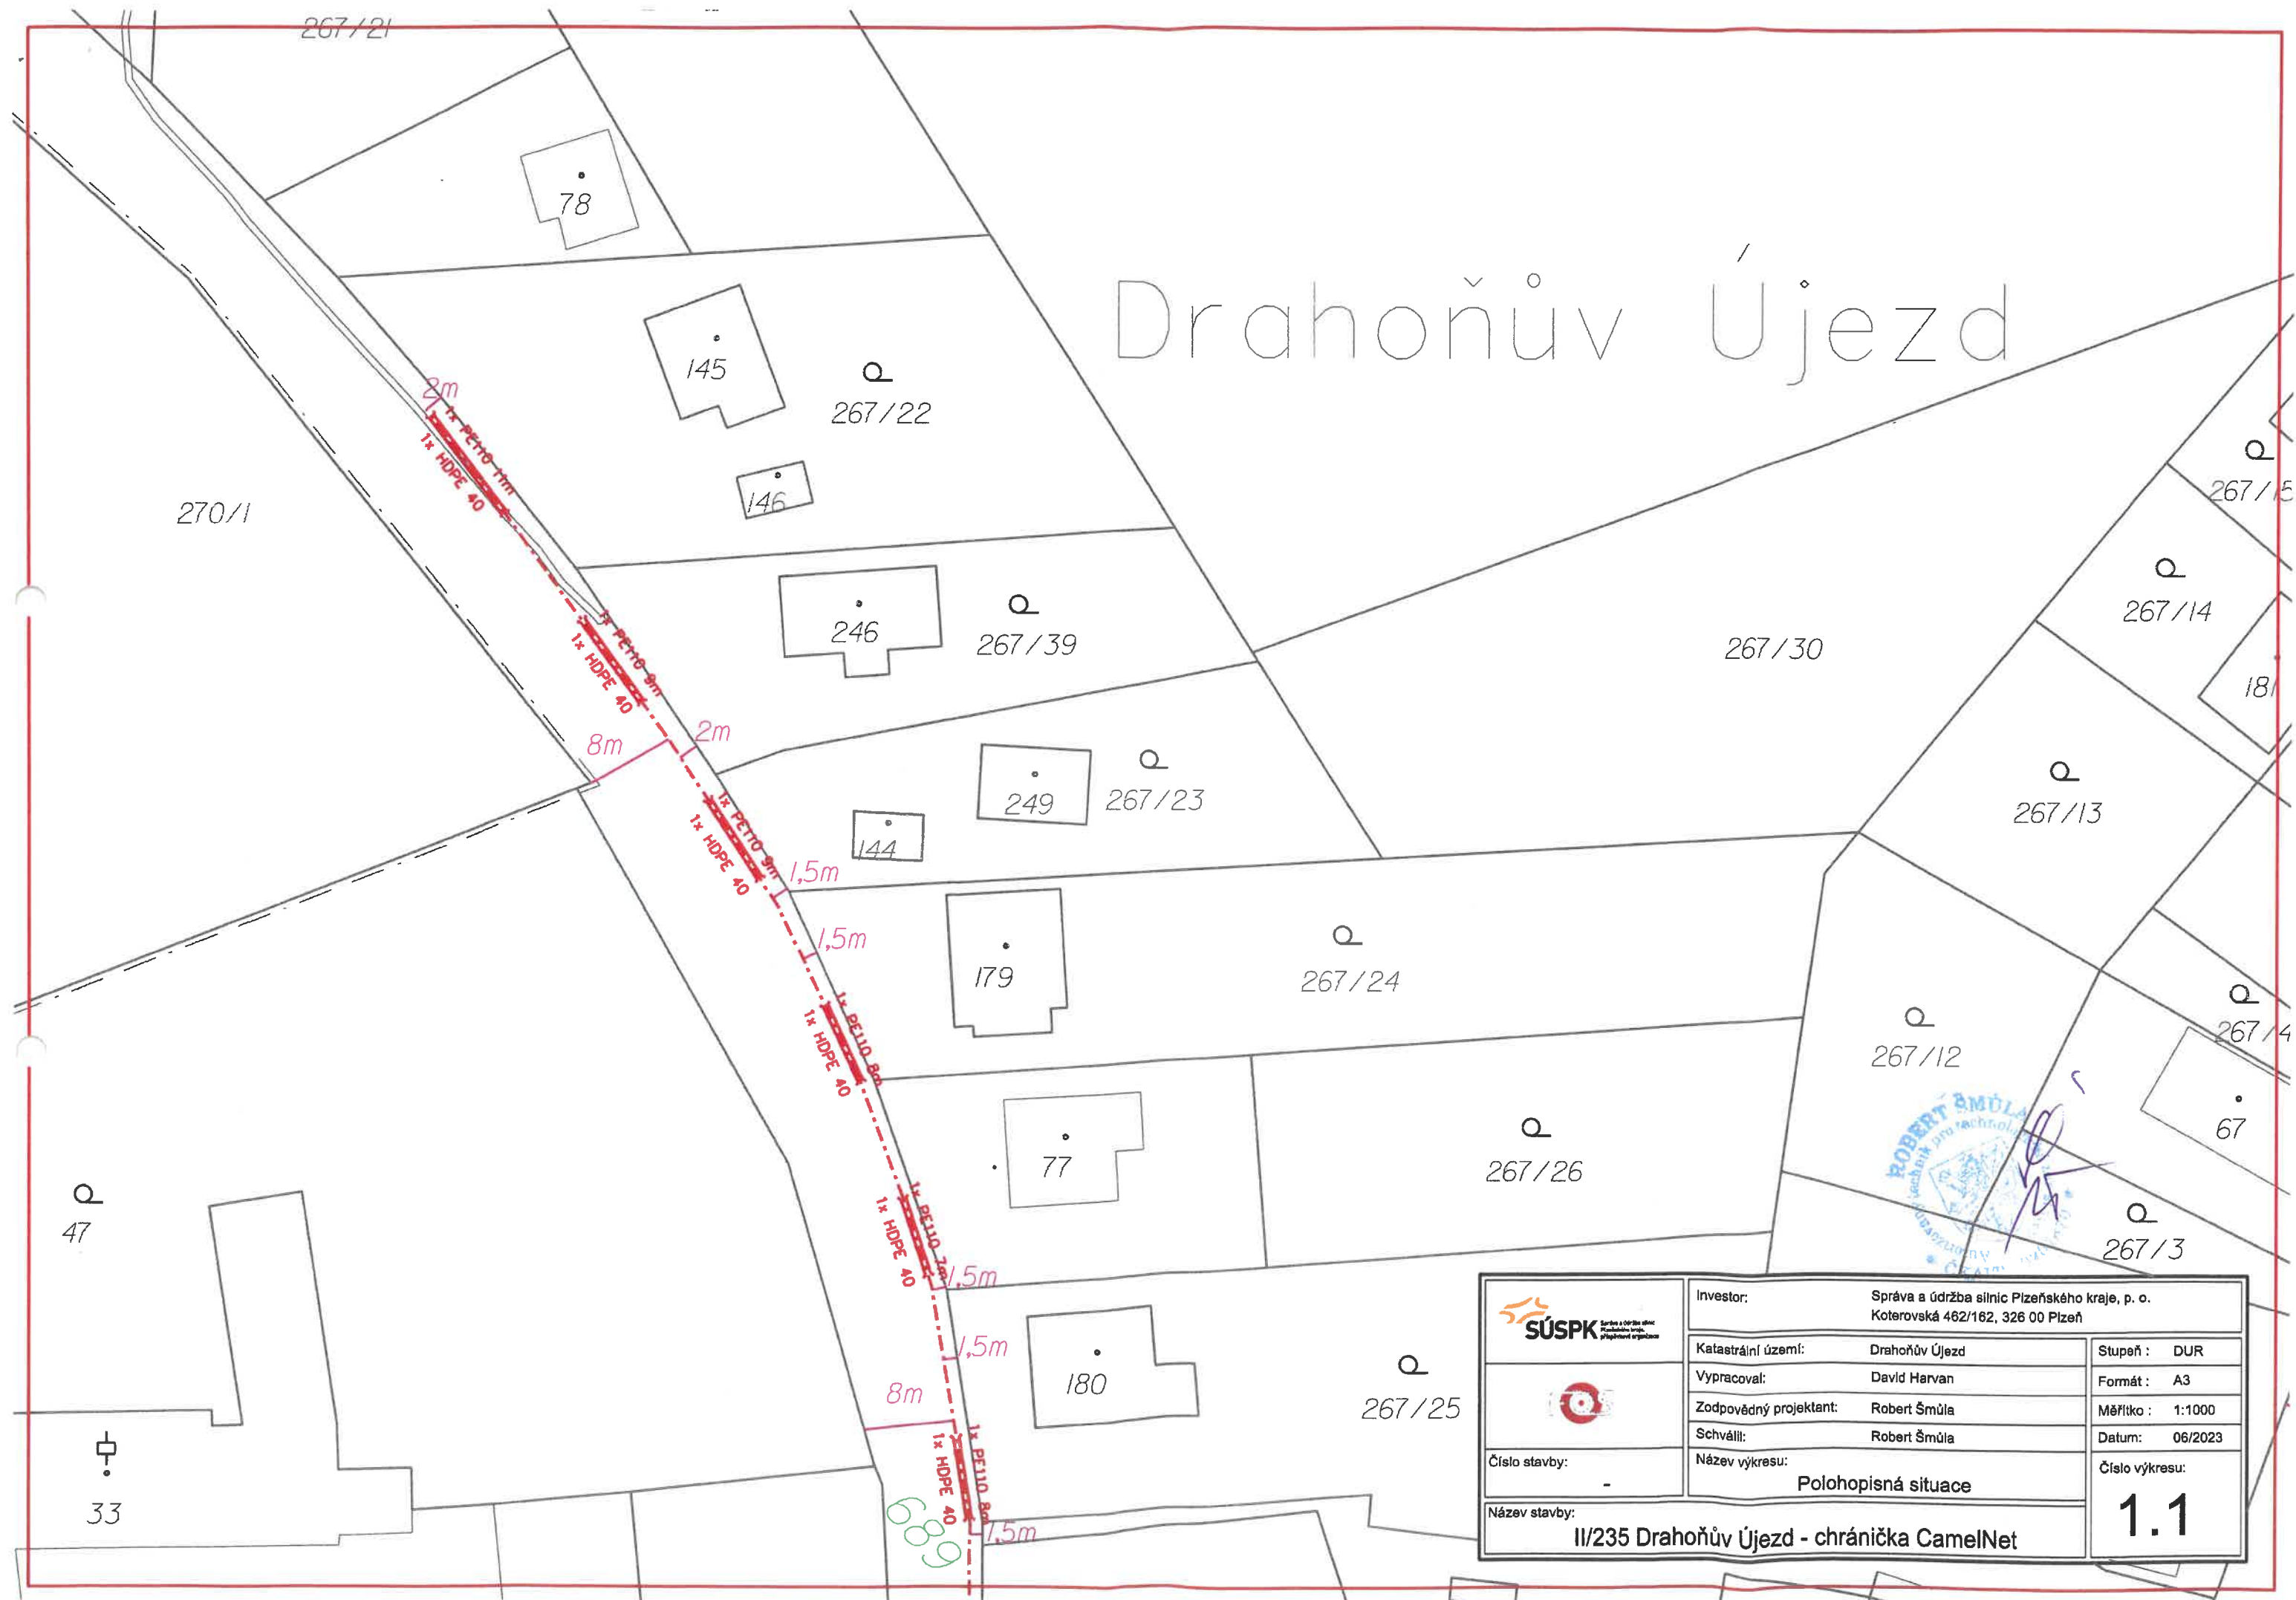 267/21
78
Drahoňův Újezd
145
267/22
2m
1x PE110 11m
1x HDPE 40
146
270/1
267/15
267/14
181
246
267/39
267/30
1x PE110 9m
1x HDPE 40
8m
2m
249
267/23
267/13
1x PE110 9m
1x HDPE 40
144
1,5m
1,5m
179
267/24
267/12
267/4
1x PE110 8m
1x HDPE 40
77
267/26
67
ROBERT ŠMŮLA
47
267/3
1x PE110 7m
1x HDPE 40
1,5m
1,5m
180
267/25
8m
1x PE110 8m
1x HDPE 40
1,5m
689
33
SÚSPK
Investor: Správa a údržba silnic Plzeňského kraje, p. o.
Koterovská 462/162, 326 00 Plzeň
Katastrální území: Drahoňův Újezd
Stupeň : DUR
Vypracoval: David Harvan
Formát : A3
Zodpovědný projektant: Robert Šmůla
Měřítko : 1:1000
Schválil: Robert Šmůla
Datum: 06/2023
Číslo stavby:
-
Název výkresu:
Polohopisná situace
Číslo výkresu:
1.1
Název stavby:
II/235 Drahoňův Újezd - chránička CamelNet